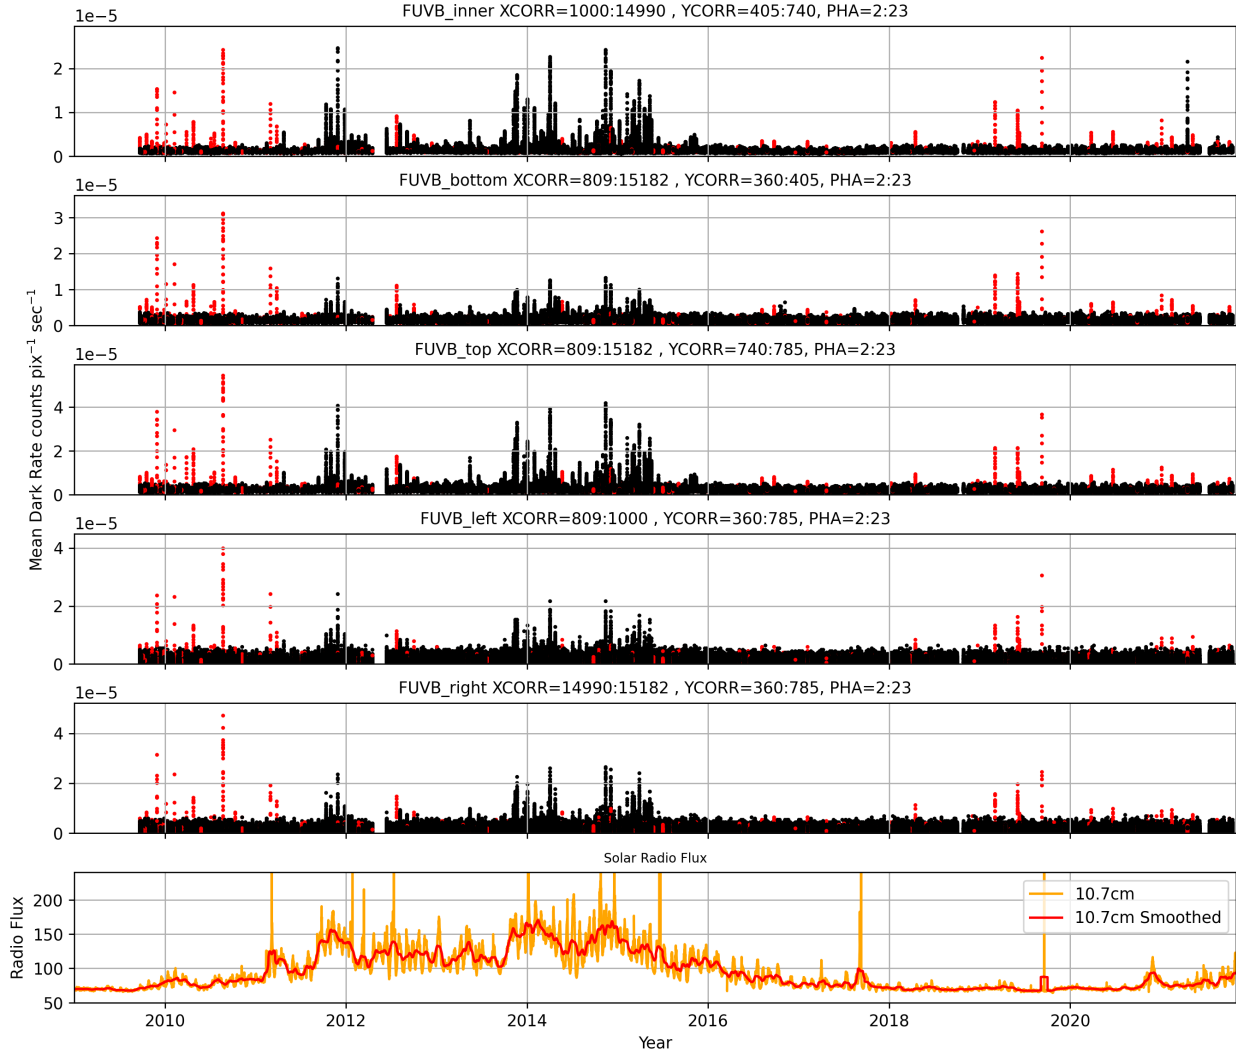 FUVB_inner XCORR=1000:14990 , YCORR=405:740, PHA=2:23
1e−5
2
1
0
FUVB_bottom XCORR=809:15182 , YCORR=360:405, PHA=2:23
1e−5
3
2
1
0
FUVB_top XCORR=809:15182 , YCORR=740:785, PHA=2:23
1e−5
4
2
0
Mean Dark Rate counts pix⁻¹ sec⁻¹
FUVB_left XCORR=809:1000 , YCORR=360:785, PHA=2:23
1e−5
4
2
0
FUVB_right XCORR=14990:15182 , YCORR=360:785, PHA=2:23
1e−5
4
2
0
Solar Radio Flux
200
150
100
50
Radio Flux
10.7cm
10.7cm Smoothed
2010 2012 2014 2016 2018 2020
Year